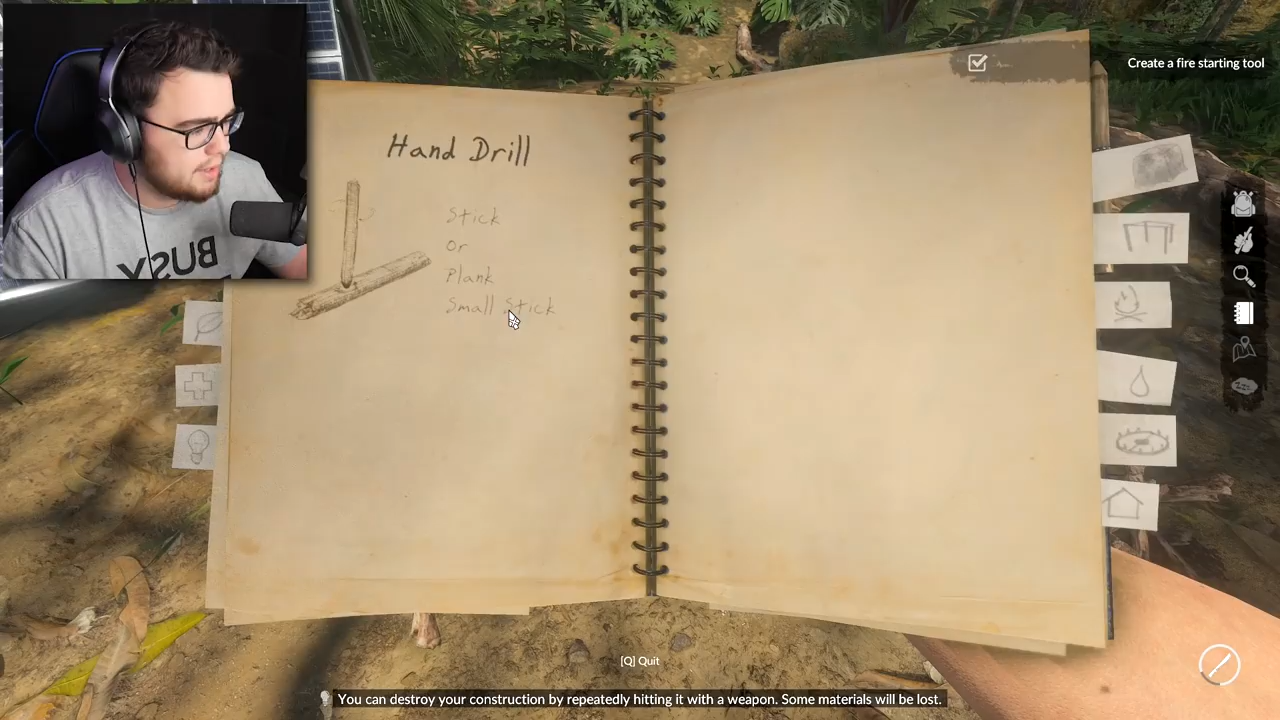 Create a fire starting tool
BUSY
Hand Drill
Stick
Or
Plank
Small Stick
[Q] Quit
You can destroy your construction by repeatedly hitting it with a weapon. Some materials will be lost.